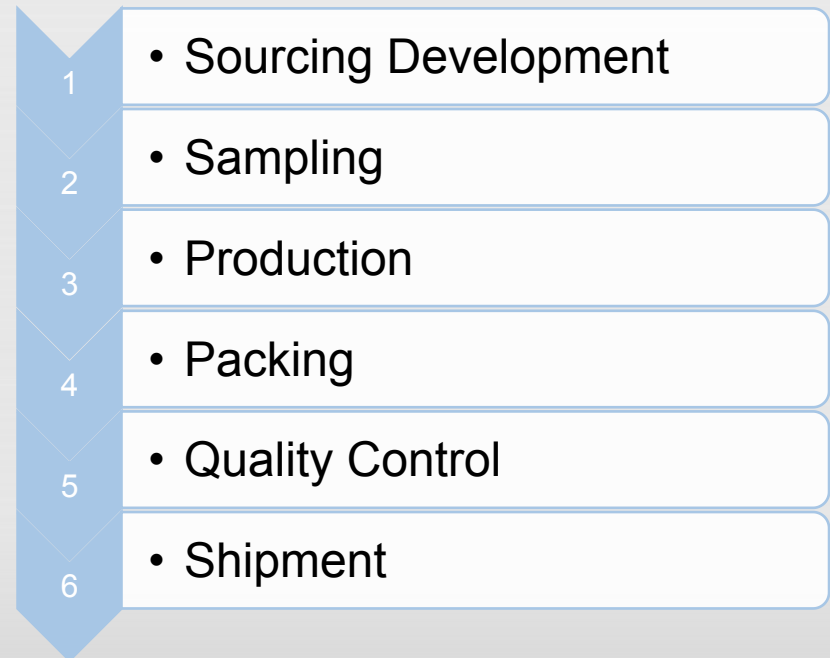 1
• Sourcing Development
2
• Sampling
3
• Production
4
• Packing
5
• Quality Control
6
• Shipment